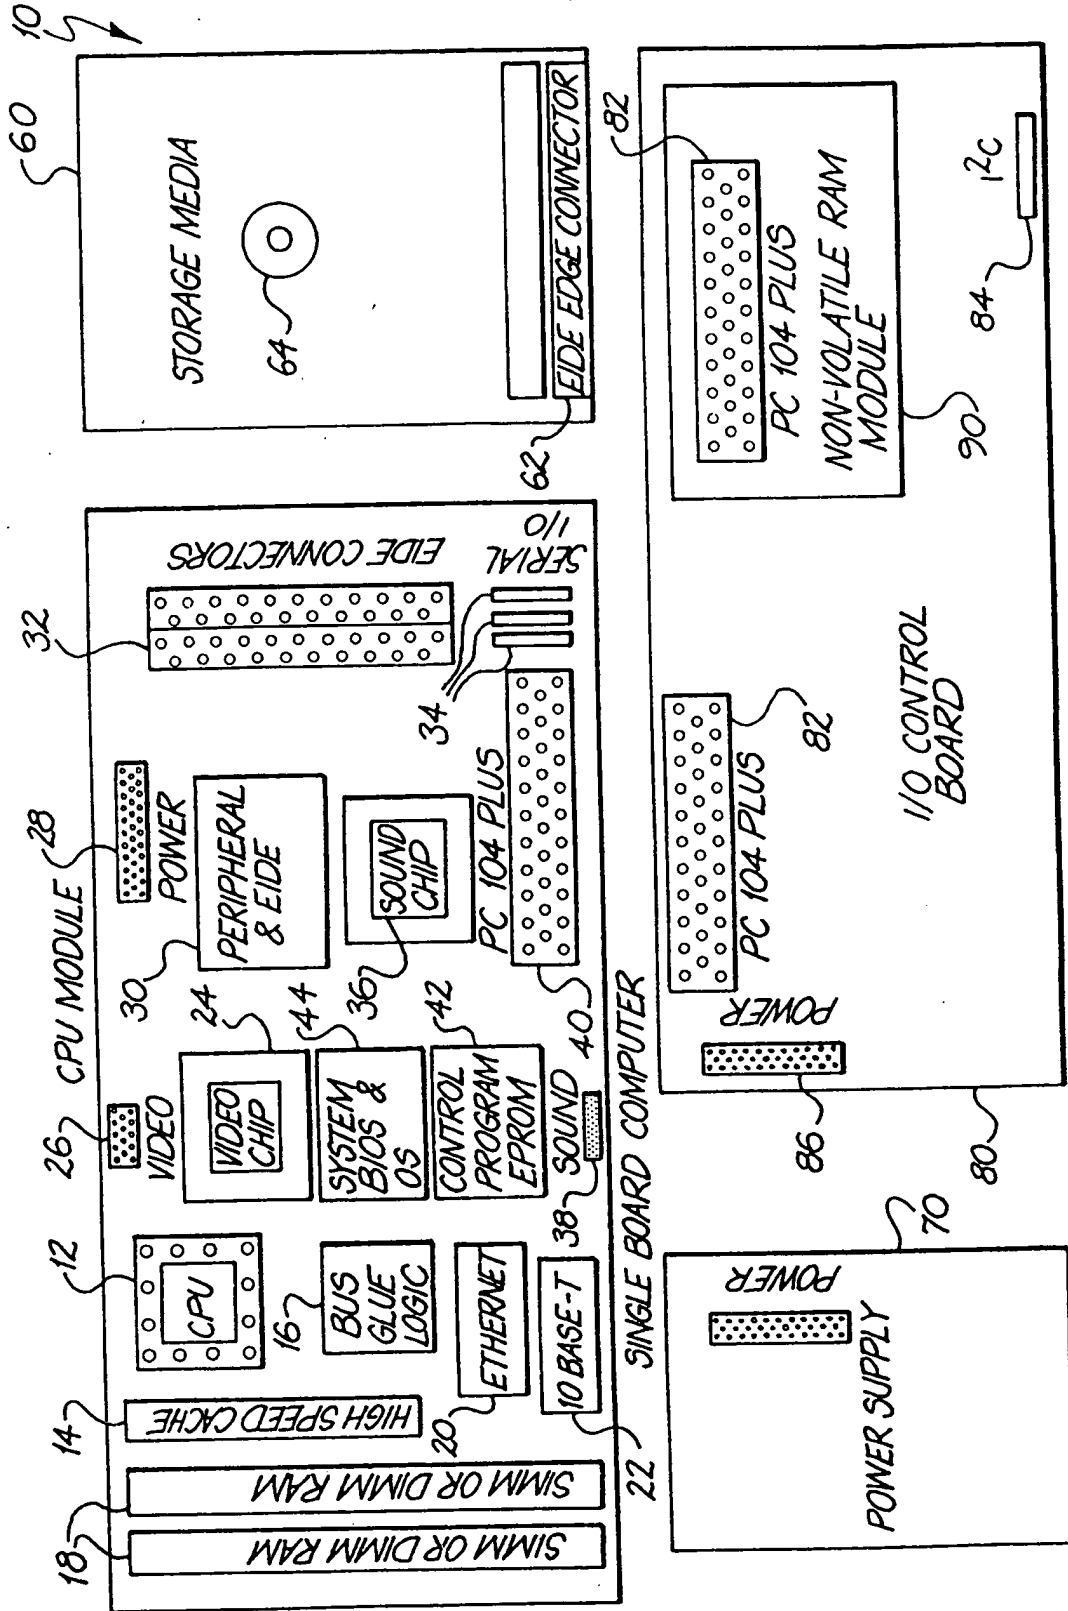 10
60
STORAGE MEDIA
64
62
EIDE EDGE CONNECTOR
CPU MODULE
18
14
12
26
28
32
SIMM OR DIMM RAM
SIMM OR DIMM RAM
HIGH SPEED CACHE
CPU
VIDEO
VIDEO
CHIP
24
POWER
30
PERIPHERAL
& EIDE
EIDE CONNECTORS
16
BUS
GLUE
LOGIC
SYSTEM
BIOS &
OS
44
36
SOUND
CHIP
34
SERIAL
I/O
20
ETHERNET
CONTROL
PROGRAM
EPROM
42
PC 104 PLUS
22
10 BASE-T
38
SOUND
40
SINGLE BOARD COMPUTER
70
POWER
POWER SUPPLY
80
86
POWER
PC 104 PLUS
82
I/O CONTROL
BOARD
82
PC 104 PLUS
NON-VOLATILE RAM
MODULE
90
84
I²C